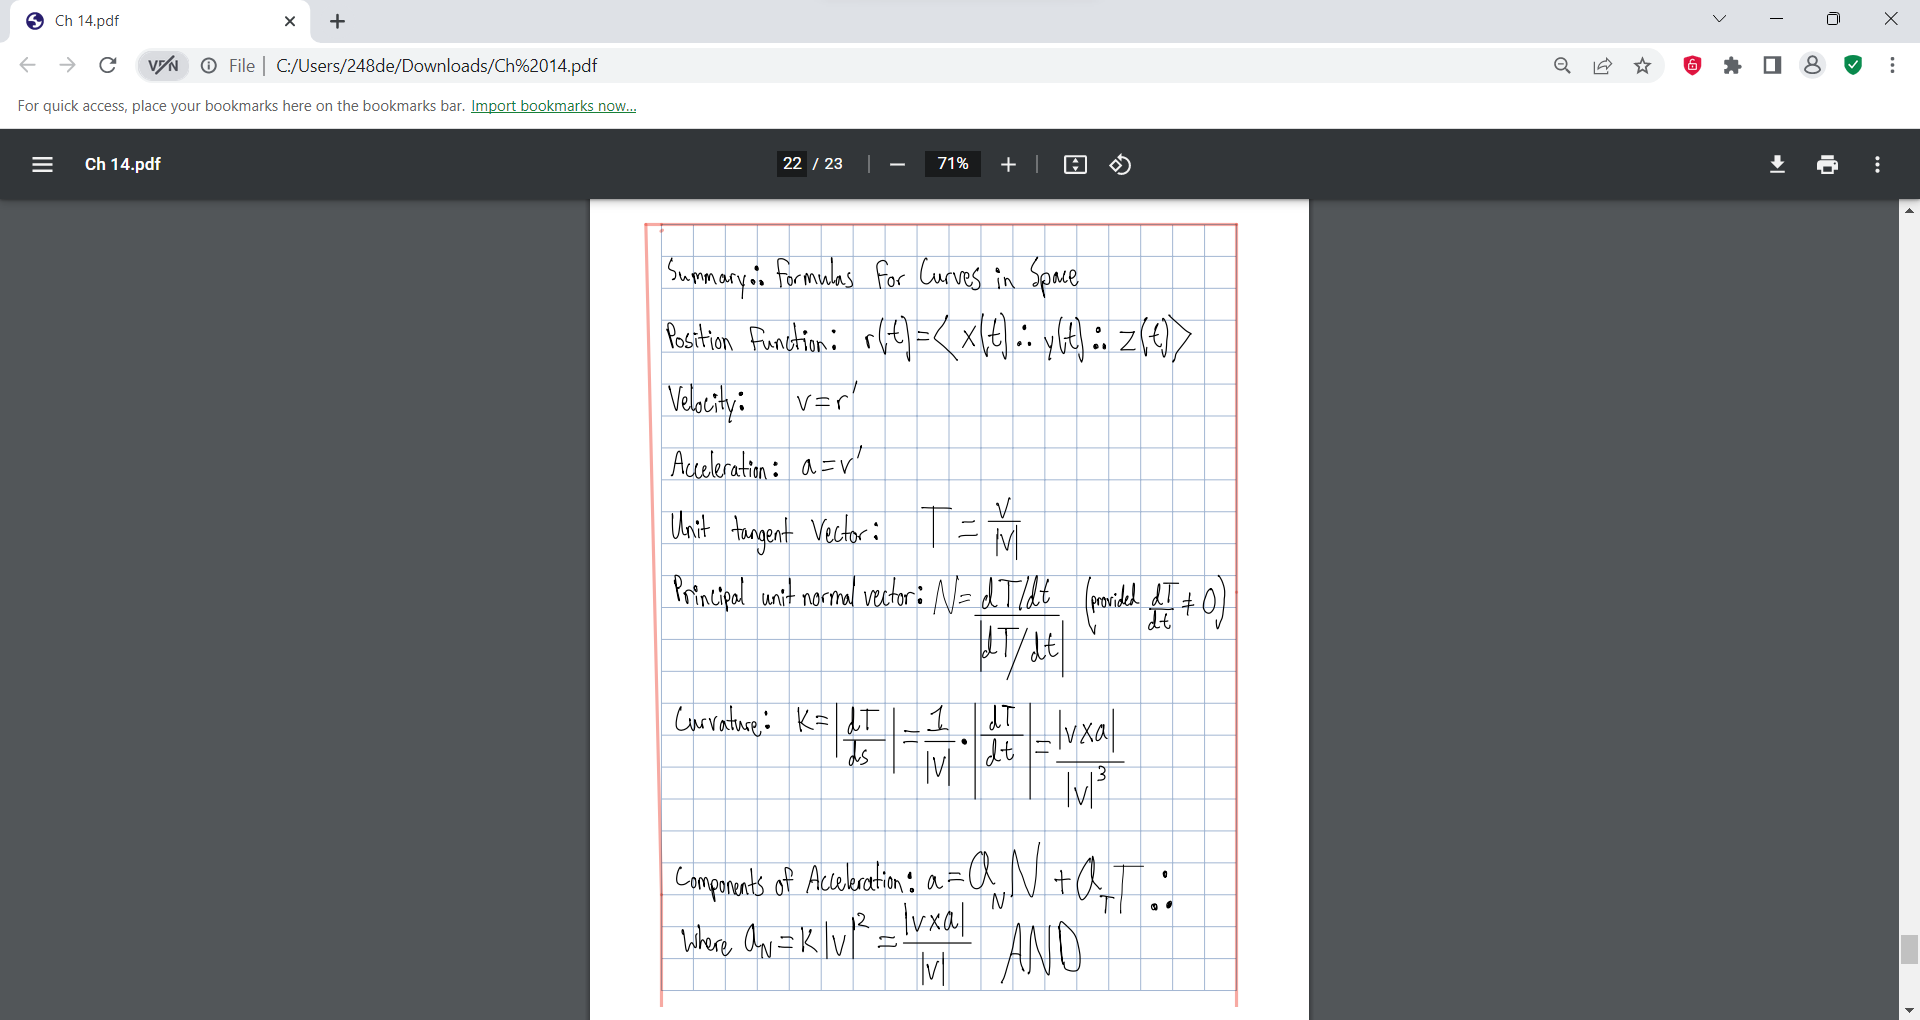 Ch 14.pdf
VPN File | C:/Users/248de/Downloads/Ch%2014.pdf
For quick access, place your bookmarks here on the bookmarks bar. Import bookmarks now...
Ch 14.pdf 22 / 23 | − 71% + |
Summary∴ Formulas For Curves in Space
Position Function: r(t)=⟨x(t)∴ y(t)∴ z(t)⟩
Velocity: v=r′
Acceleration: a=v′
Unit tangent Vector: T = v/|v|
Principal unit normal vector: N= (dT/dt)/|dT/dt| (provided dT/dt ≠ 0)
Curvature: K=|dT/ds|=1/|v|·|dT/dt|=|vxa|/|v|³
Components of Acceleration: a=a_N N+a_T T∴
Where a_N=K|v|²=|vxa|/|v| AND